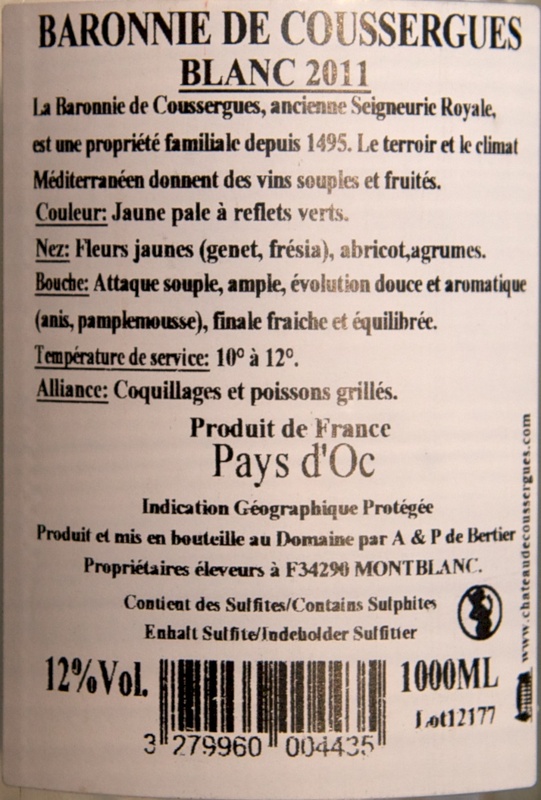 BARONNIE DE COUSSERGUES
BLANC 2011
La Baronnie de Coussergues, ancienne Seigneurie Royale,
est une propriété familiale depuis 1495. Le terroir et le climat
Méditerranéen donnent des vins souples et fruités.
Couleur: Jaune pale à reflets verts.
Nez: Fleurs jaunes (genet, frésia), abricot,agrumes.
Bouche: Attaque souple, ample, évolution douce et aromatique
(anis, pamplemousse), finale fraiche et équilibrée.
Température de service: 10° à 12°.
Alliance: Coquillages et poissons grillés.
Produit de France
Pays d'Oc
Indication Géographique Protégée
Produit et mis en bouteille au Domaine par A & P de Bertier
Propriétaires éleveurs à F34290 MONTBLANC.
Contient des Sulfites/Contains Sulphites
Enhalt Sulfite/Indeholder Sulfitter
12%Vol.
1000ML
Lot12177
3 279960 004435
www.chateaudecoussergues.com